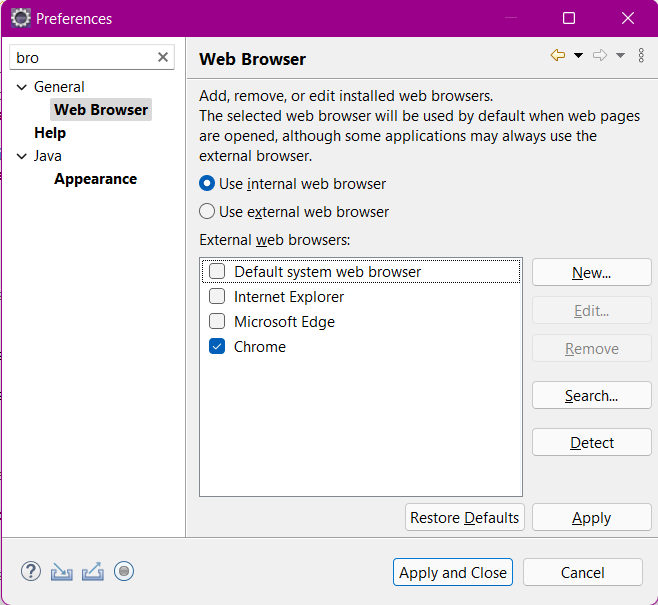 Preferences
bro
General
Web Browser
Help
Java
Appearance
Web Browser
Add, remove, or edit installed web browsers.
The selected web browser will be used by default when web pages
are opened, although some applications may always use the
external browser.
Use internal web browser
Use external web browser
External web browsers:
Default system web browser
Internet Explorer
Microsoft Edge
Chrome
New...
Edit...
Remove
Search...
Detect
Restore Defaults
Apply
Apply and Close
Cancel